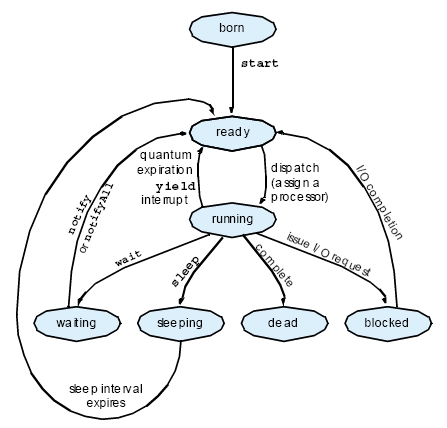 born
start
ready
quantum
expiration
yield
interrupt
dispatch
(assign a
processor)
notify
or notifyAll
I/O completion
running
wait
sleep
complete
issue I/O request
waiting
sleeping
dead
blocked
sleep interval
expires